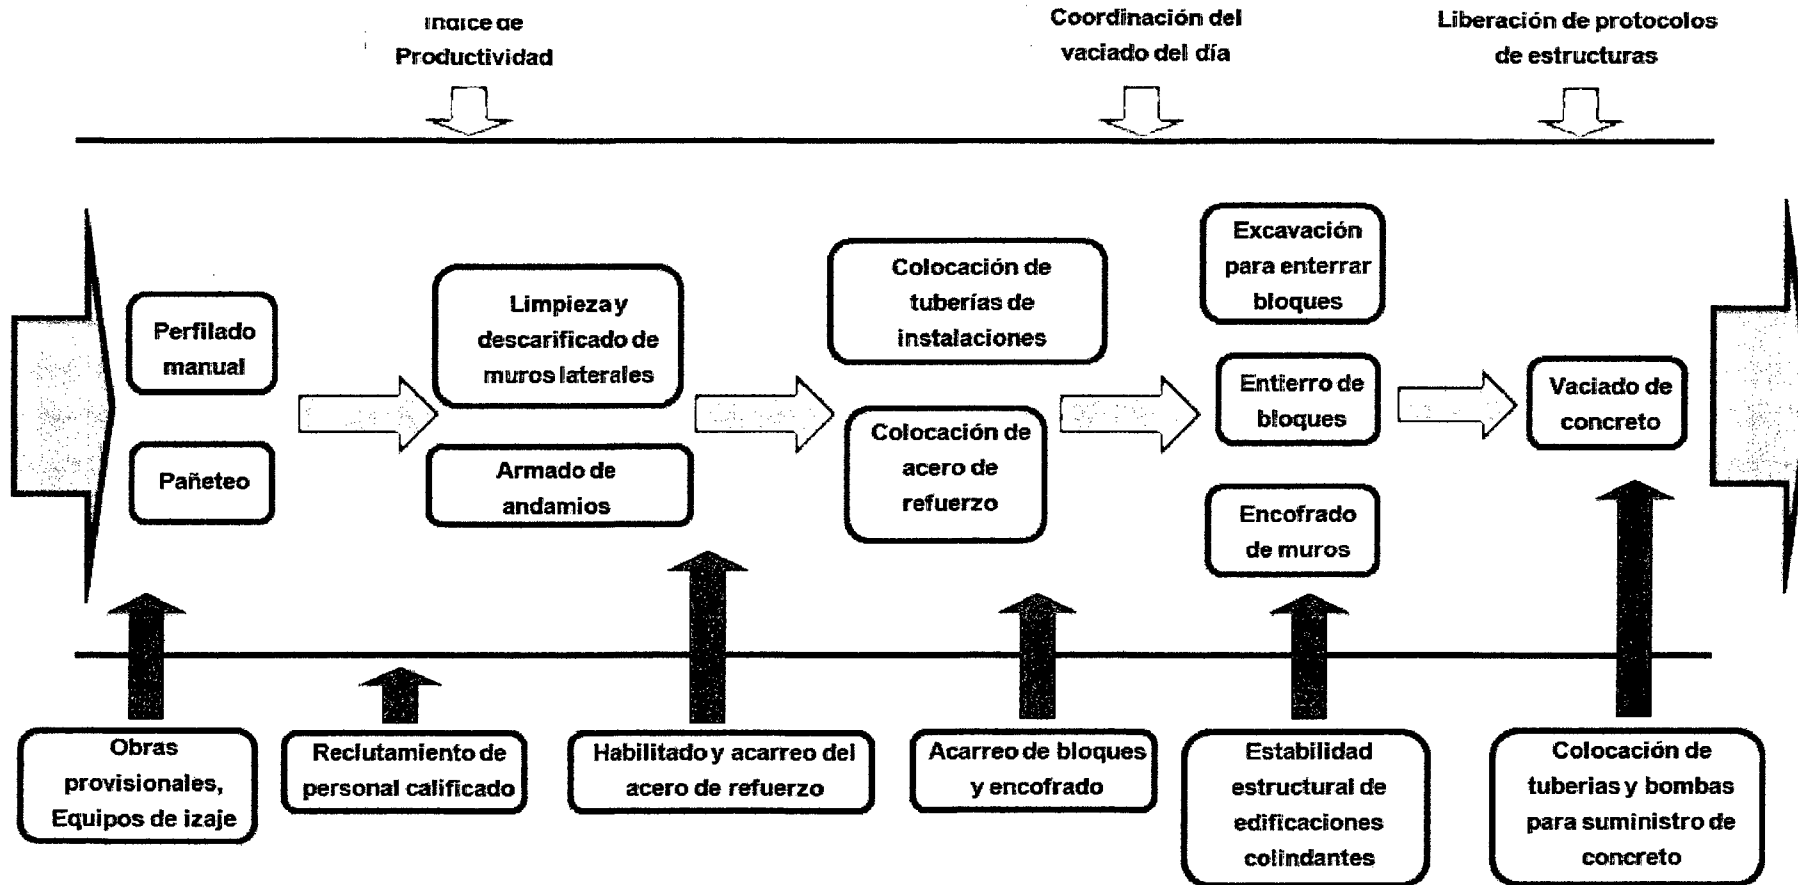 Índice de
Productividad
Coordinación del
vaciado del día
Liberación de protocolos
de estructuras
Perfilado
manual
Pañeteo
Limpieza y
descarificado de
muros laterales
Armado de
andamios
Colocación de
tuberías de
instalaciones
Colocación de
acero de
refuerzo
Excavación
para enterrar
bloques
Entierro de
bloques
Encofrado
de muros
Vaciado de
concreto
Obras
provisionales,
Equipos de izaje
Reclutamiento de
personal calificado
Habilitado y acarreo del
acero de refuerzo
Acarreo de bloques
y encofrado
Estabilidad
estructural de
edificaciones
colindantes
Colocación de
tuberias y bombas
para suministro de
concreto